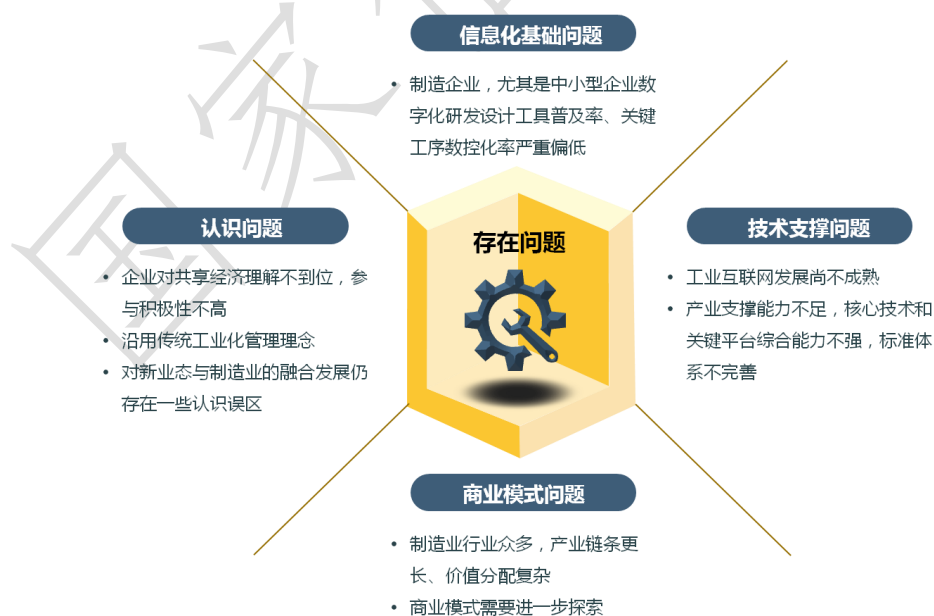 信息化基础问题
• 制造企业，尤其是中小型企业数
字化研发设计工具普及率、关键
工序数控化率严重偏低
认识问题
• 企业对共享经济理解不到位，参
与积极性不高
• 沿用传统工业化管理理念
• 对新业态与制造业的融合发展仍
存在一些认识误区
存在问题
技术支撑问题
• 工业互联网发展尚不成熟
• 产业支撑能力不足，核心技术和
关键平台综合能力不强，标准体
系不完善
商业模式问题
• 制造业行业众多，产业链条更
长、价值分配复杂
• 商业模式需要进一步探索
国家